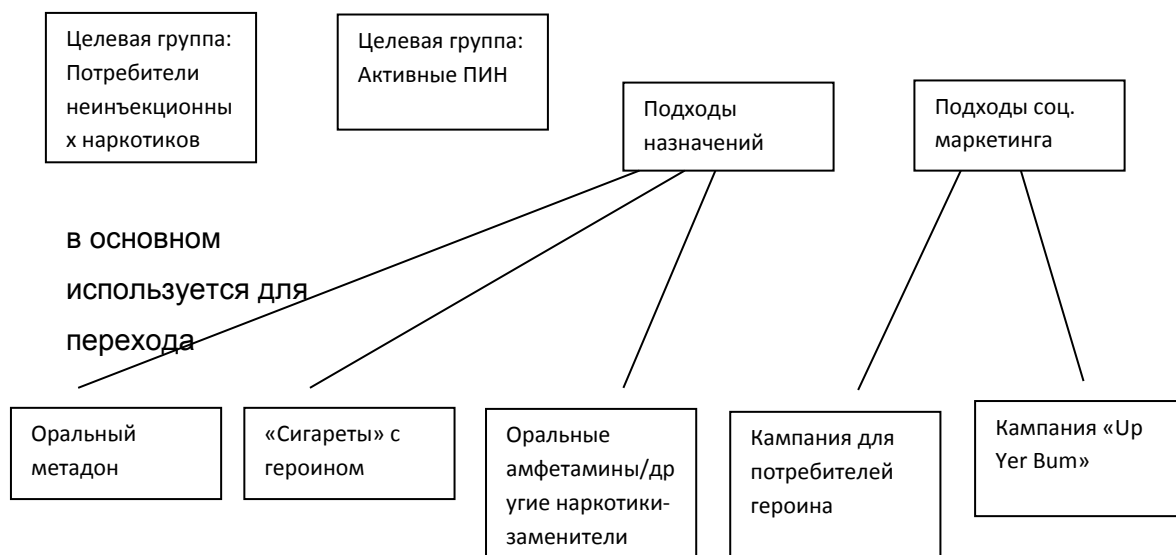 Целевая группа:
Потребители
неинъекционны
х наркотиков
Целевая группа:
Активные ПИН
Подходы
назначений
Подходы соц.
маркетинга
в основном
используется для
перехода
Оральный
метадон
«Сигареты» с
героином
Оральные
амфетамины/др
угие наркотики-
заменители
Кампания для
потребителей
героина
Кампания «Up
Yer Bum»